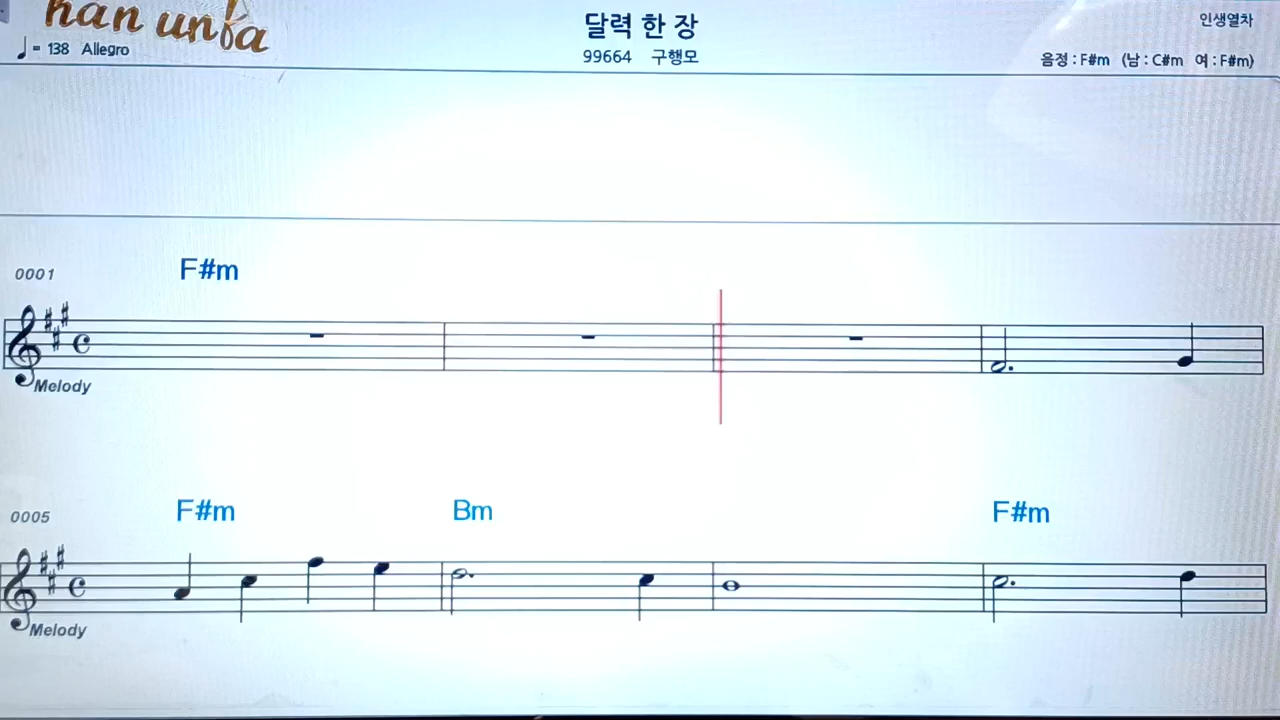 han unba
♩= 138 Allegro
달력 한 장
99664 구행모
인생열차
음정 : F#m (남 : C#m 여 : F#m)
0001
F#m
Melody
0005
F#m
Bm
F#m
Melody